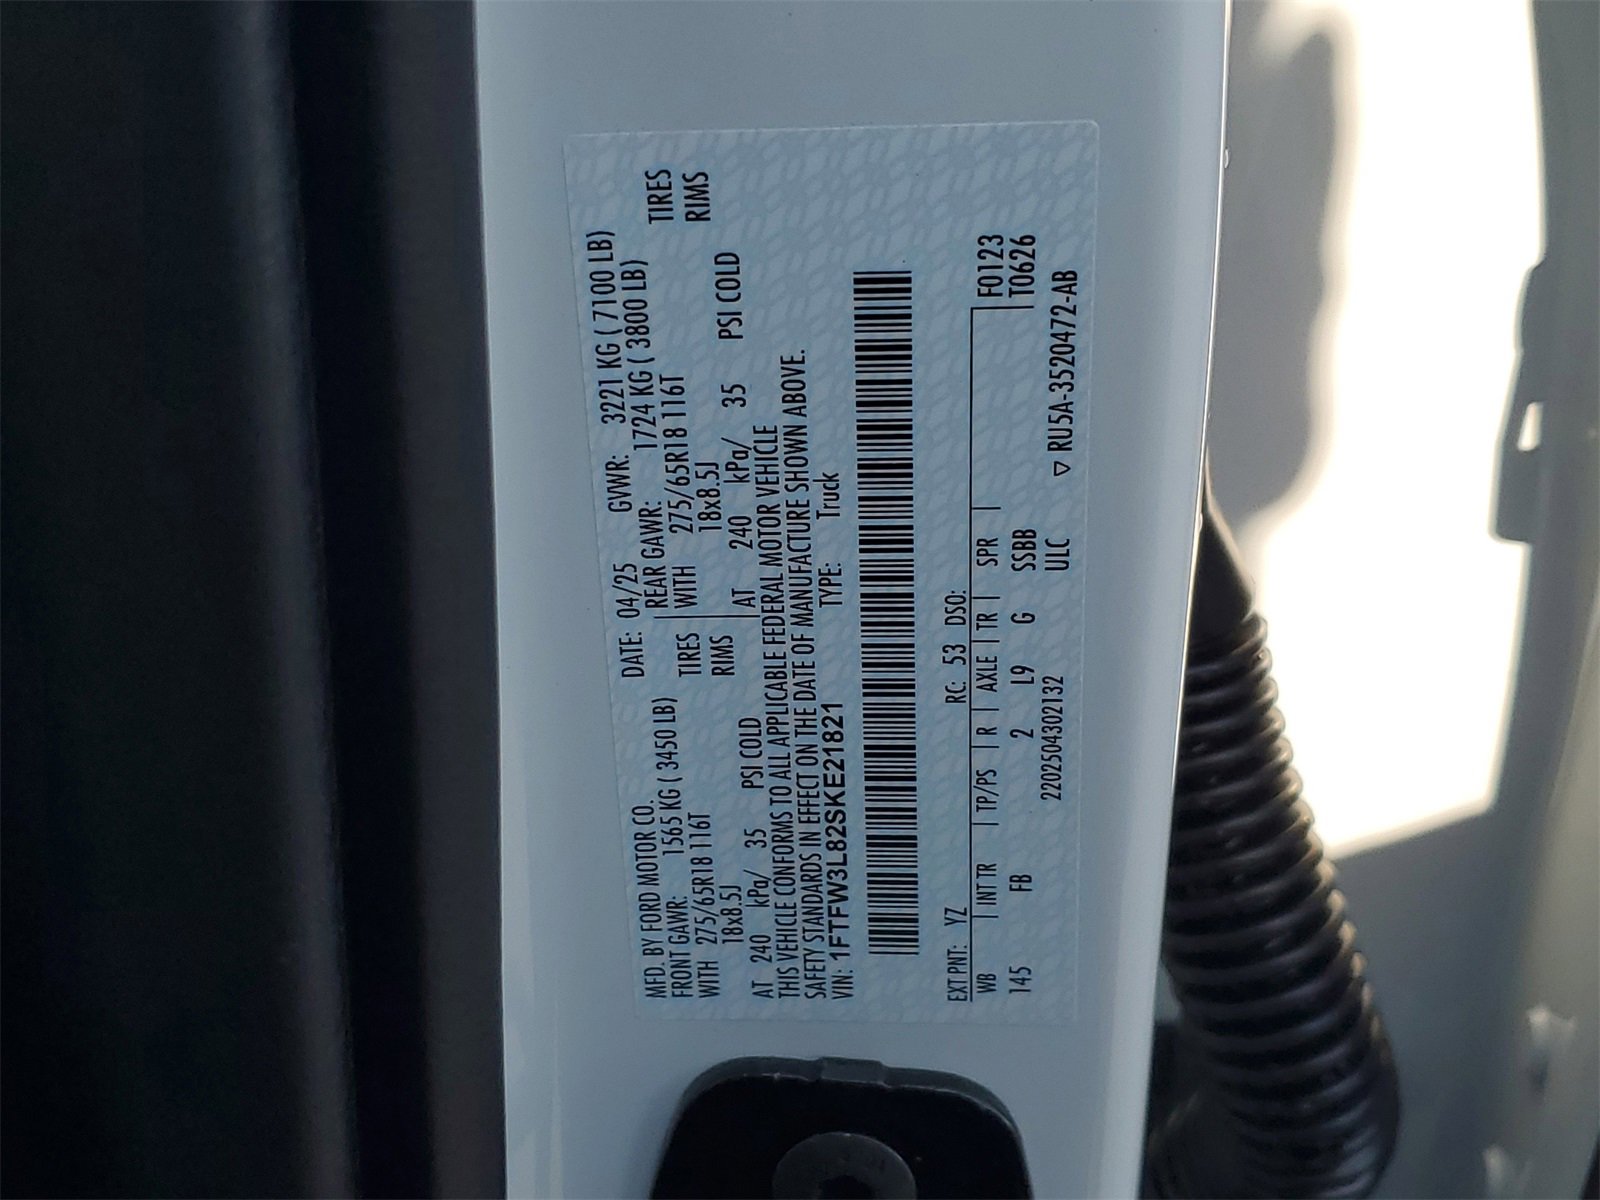 MFD. BY FORD MOTOR CO. DATE: 04/25 GVWR: 3221 KG ( 7100 LB)
FRONT GAWR: 1565 KG ( 3450 LB) REAR GAWR: 1724 KG ( 3800 LB)
WITH 275/65R18 116T TIRES WITH 275/65R18 116T TIRES
18x8.5J RIMS 18x8.5J RIMS
AT 240 kPa/ 35 PSI COLD AT 240 kPa/ 35 PSI COLD
THIS VEHICLE CONFORMS TO ALL APPLICABLE FEDERAL MOTOR VEHICLE
SAFETY STANDARDS IN EFFECT ON THE DATE OF MANUFACTURE SHOWN ABOVE.
VIN: 1FTFW3L82SKE21821 TYPE: Truck
EXT PNT: YZ RC: 53 DSO:
WB INT TR TP/PS R AXLE TR SPR F0123
145 FB 2 L9 G SSBB T0626
2202504302132 ULC
▽ RU5A-3520472-AB